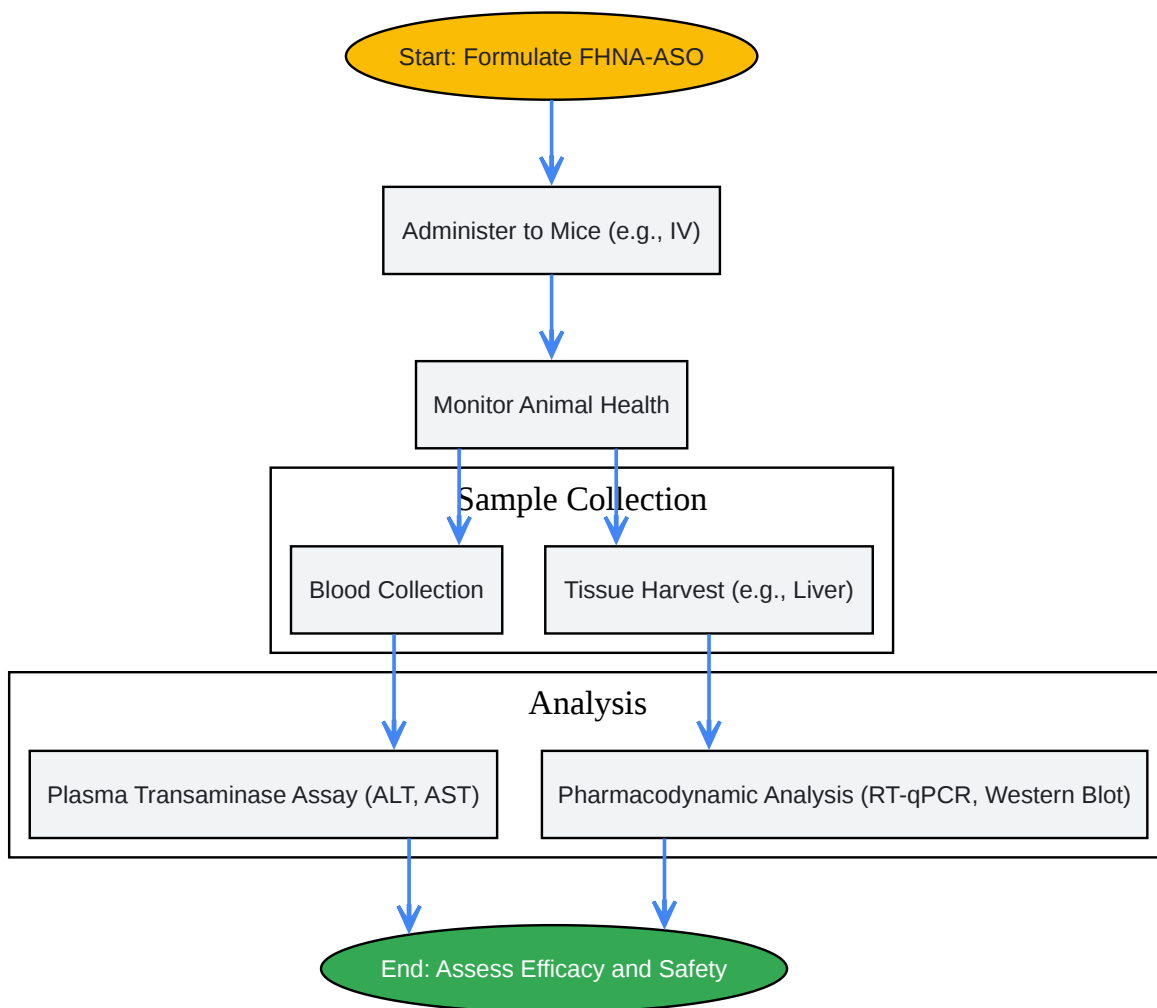 Start: Formulate FHNA-ASO
Administer to Mice (e.g., IV)
Monitor Animal Health
Sample Collection
Blood Collection
Tissue Harvest (e.g., Liver)
Analysis
Plasma Transaminase Assay (ALT, AST)
Pharmacodynamic Analysis (RT-qPCR, Western Blot)
End: Assess Efficacy and Safety